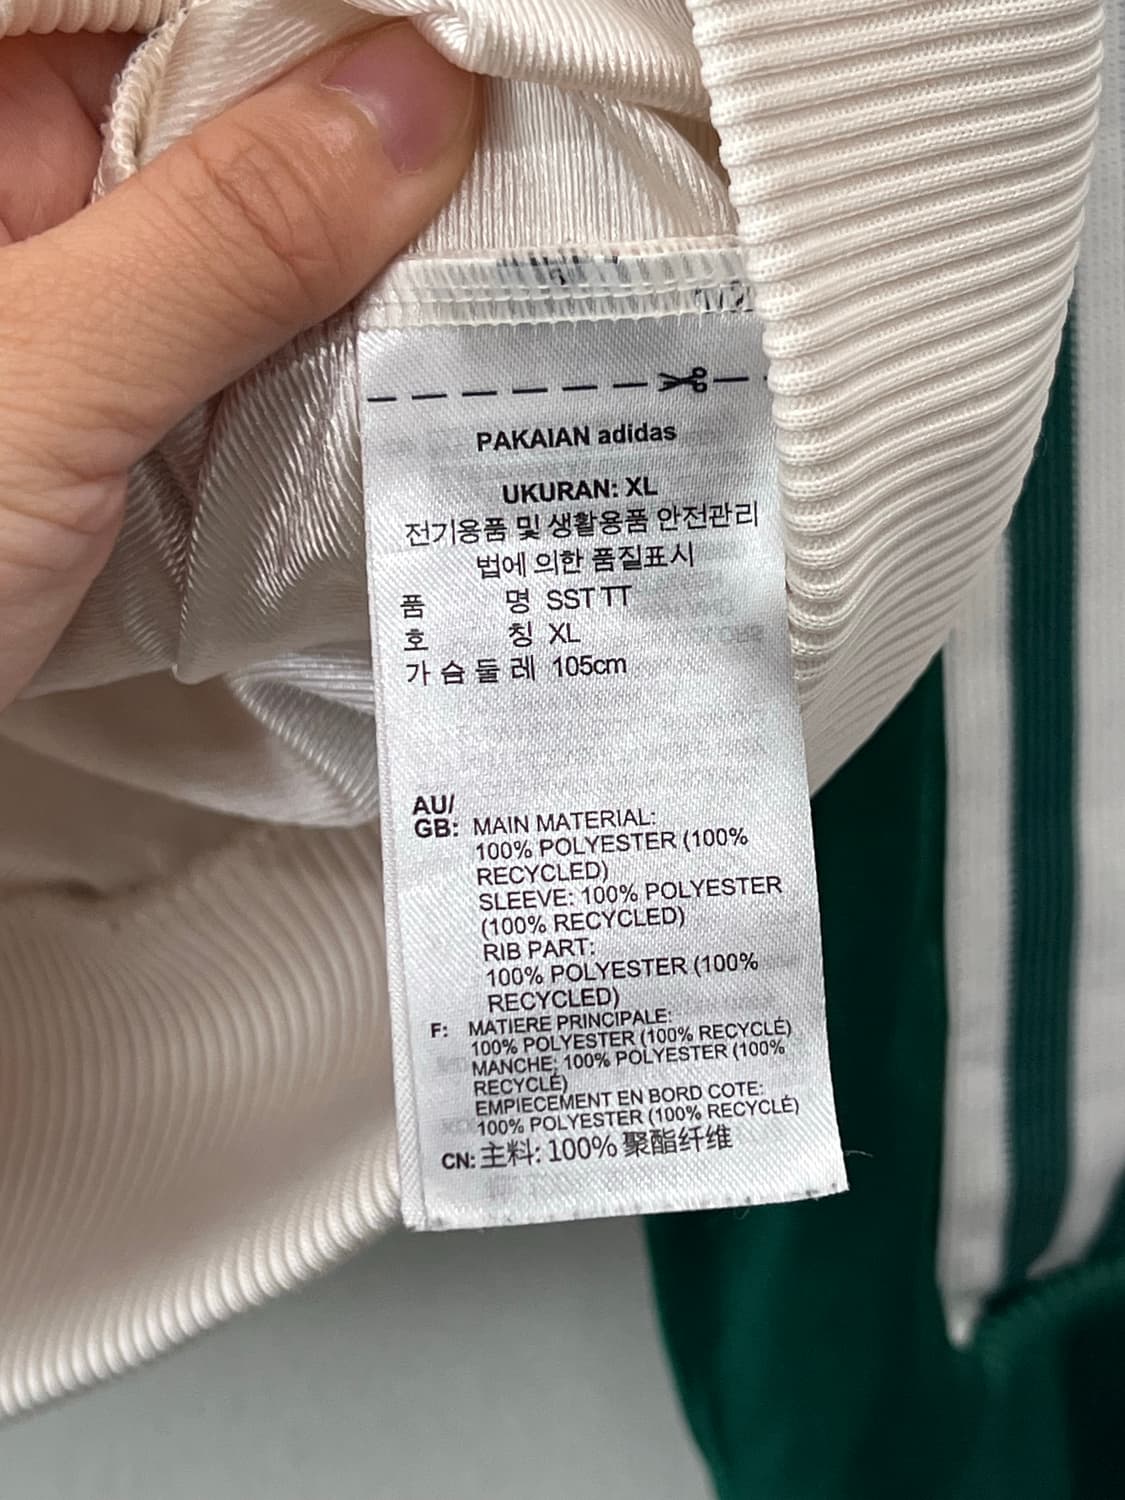 PAKAIAN adidas
UKURAN: XL
전기용품 및 생활용품 안전관리
법에 의한 품질표시
품 명 SST TT
호 칭 XL
가 슴 둘 레 105cm
AU/
GB: MAIN MATERIAL:
100% POLYESTER (100%
RECYCLED)
SLEEVE: 100% POLYESTER
(100% RECYCLED)
RIB PART:
100% POLYESTER (100%
RECYCLED)
F: MATIERE PRINCIPALE:
100% POLYESTER (100% RECYCLÉ)
MANCHE: 100% POLYESTER (100%
RECYCLÉ)
EMPIECEMENT EN BORD COTE:
100% POLYESTER (100% RECYCLÉ)
CN: 主料: 100% 聚酯纤维